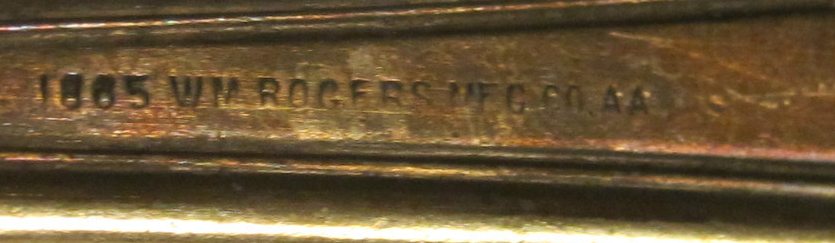 1865 WM ROGERS MFG. CO. AA